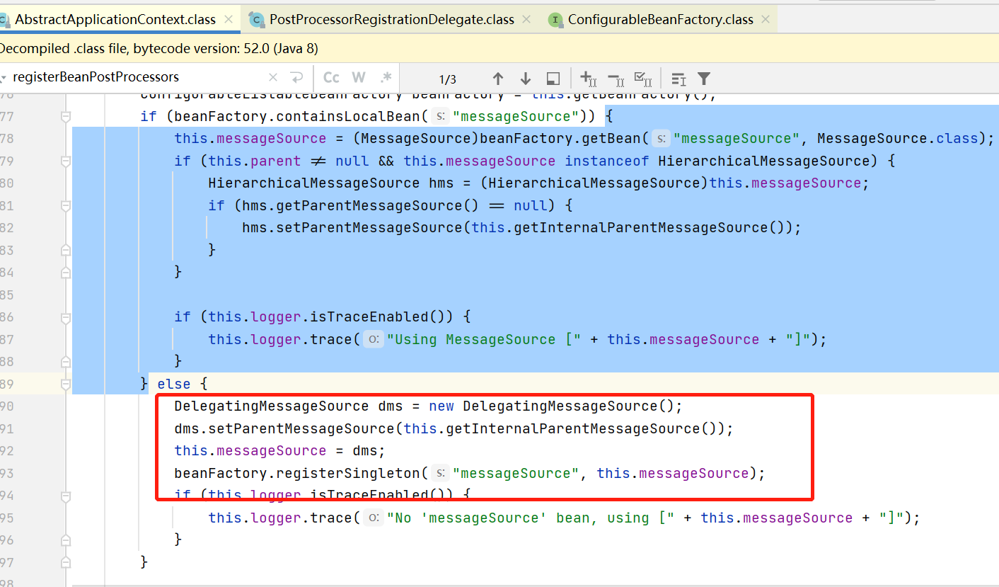 AbstractApplicationContext.class
PostProcessorRegistrationDelegate.class
ConfigurableBeanFactory.class
Decompiled .class file, bytecode version: 52.0 (Java 8)
registerBeanPostProcessors
Cc W .* 1/3
ConfigurableListableBeanFactory beanFactory = this.getBeanFactory();
77 if (beanFactory.containsLocalBean( s: "messageSource")) {
78 this.messageSource = (MessageSource)beanFactory.getBean( s: "messageSource", MessageSource.class);
79 if (this.parent ≠ null && this.messageSource instanceof HierarchicalMessageSource) {
80 HierarchicalMessageSource hms = (HierarchicalMessageSource)this.messageSource;
81 if (hms.getParentMessageSource() == null) {
82 hms.setParentMessageSource(this.getInternalParentMessageSource());
83 }
84 }
85
86 if (this.logger.isTraceEnabled()) {
87 this.logger.trace( o: "Using MessageSource [" + this.messageSource + "]");
88 }
89 } else {
90 DelegatingMessageSource dms = new DelegatingMessageSource();
91 dms.setParentMessageSource(this.getInternalParentMessageSource());
92 this.messageSource = dms;
93 beanFactory.registerSingleton( s: "messageSource", this.messageSource);
94 if (this.logger.isTraceEnabled()) {
95 this.logger.trace( o: "No 'messageSource' bean, using [" + this.messageSource + "]");
96 }
97 }
98